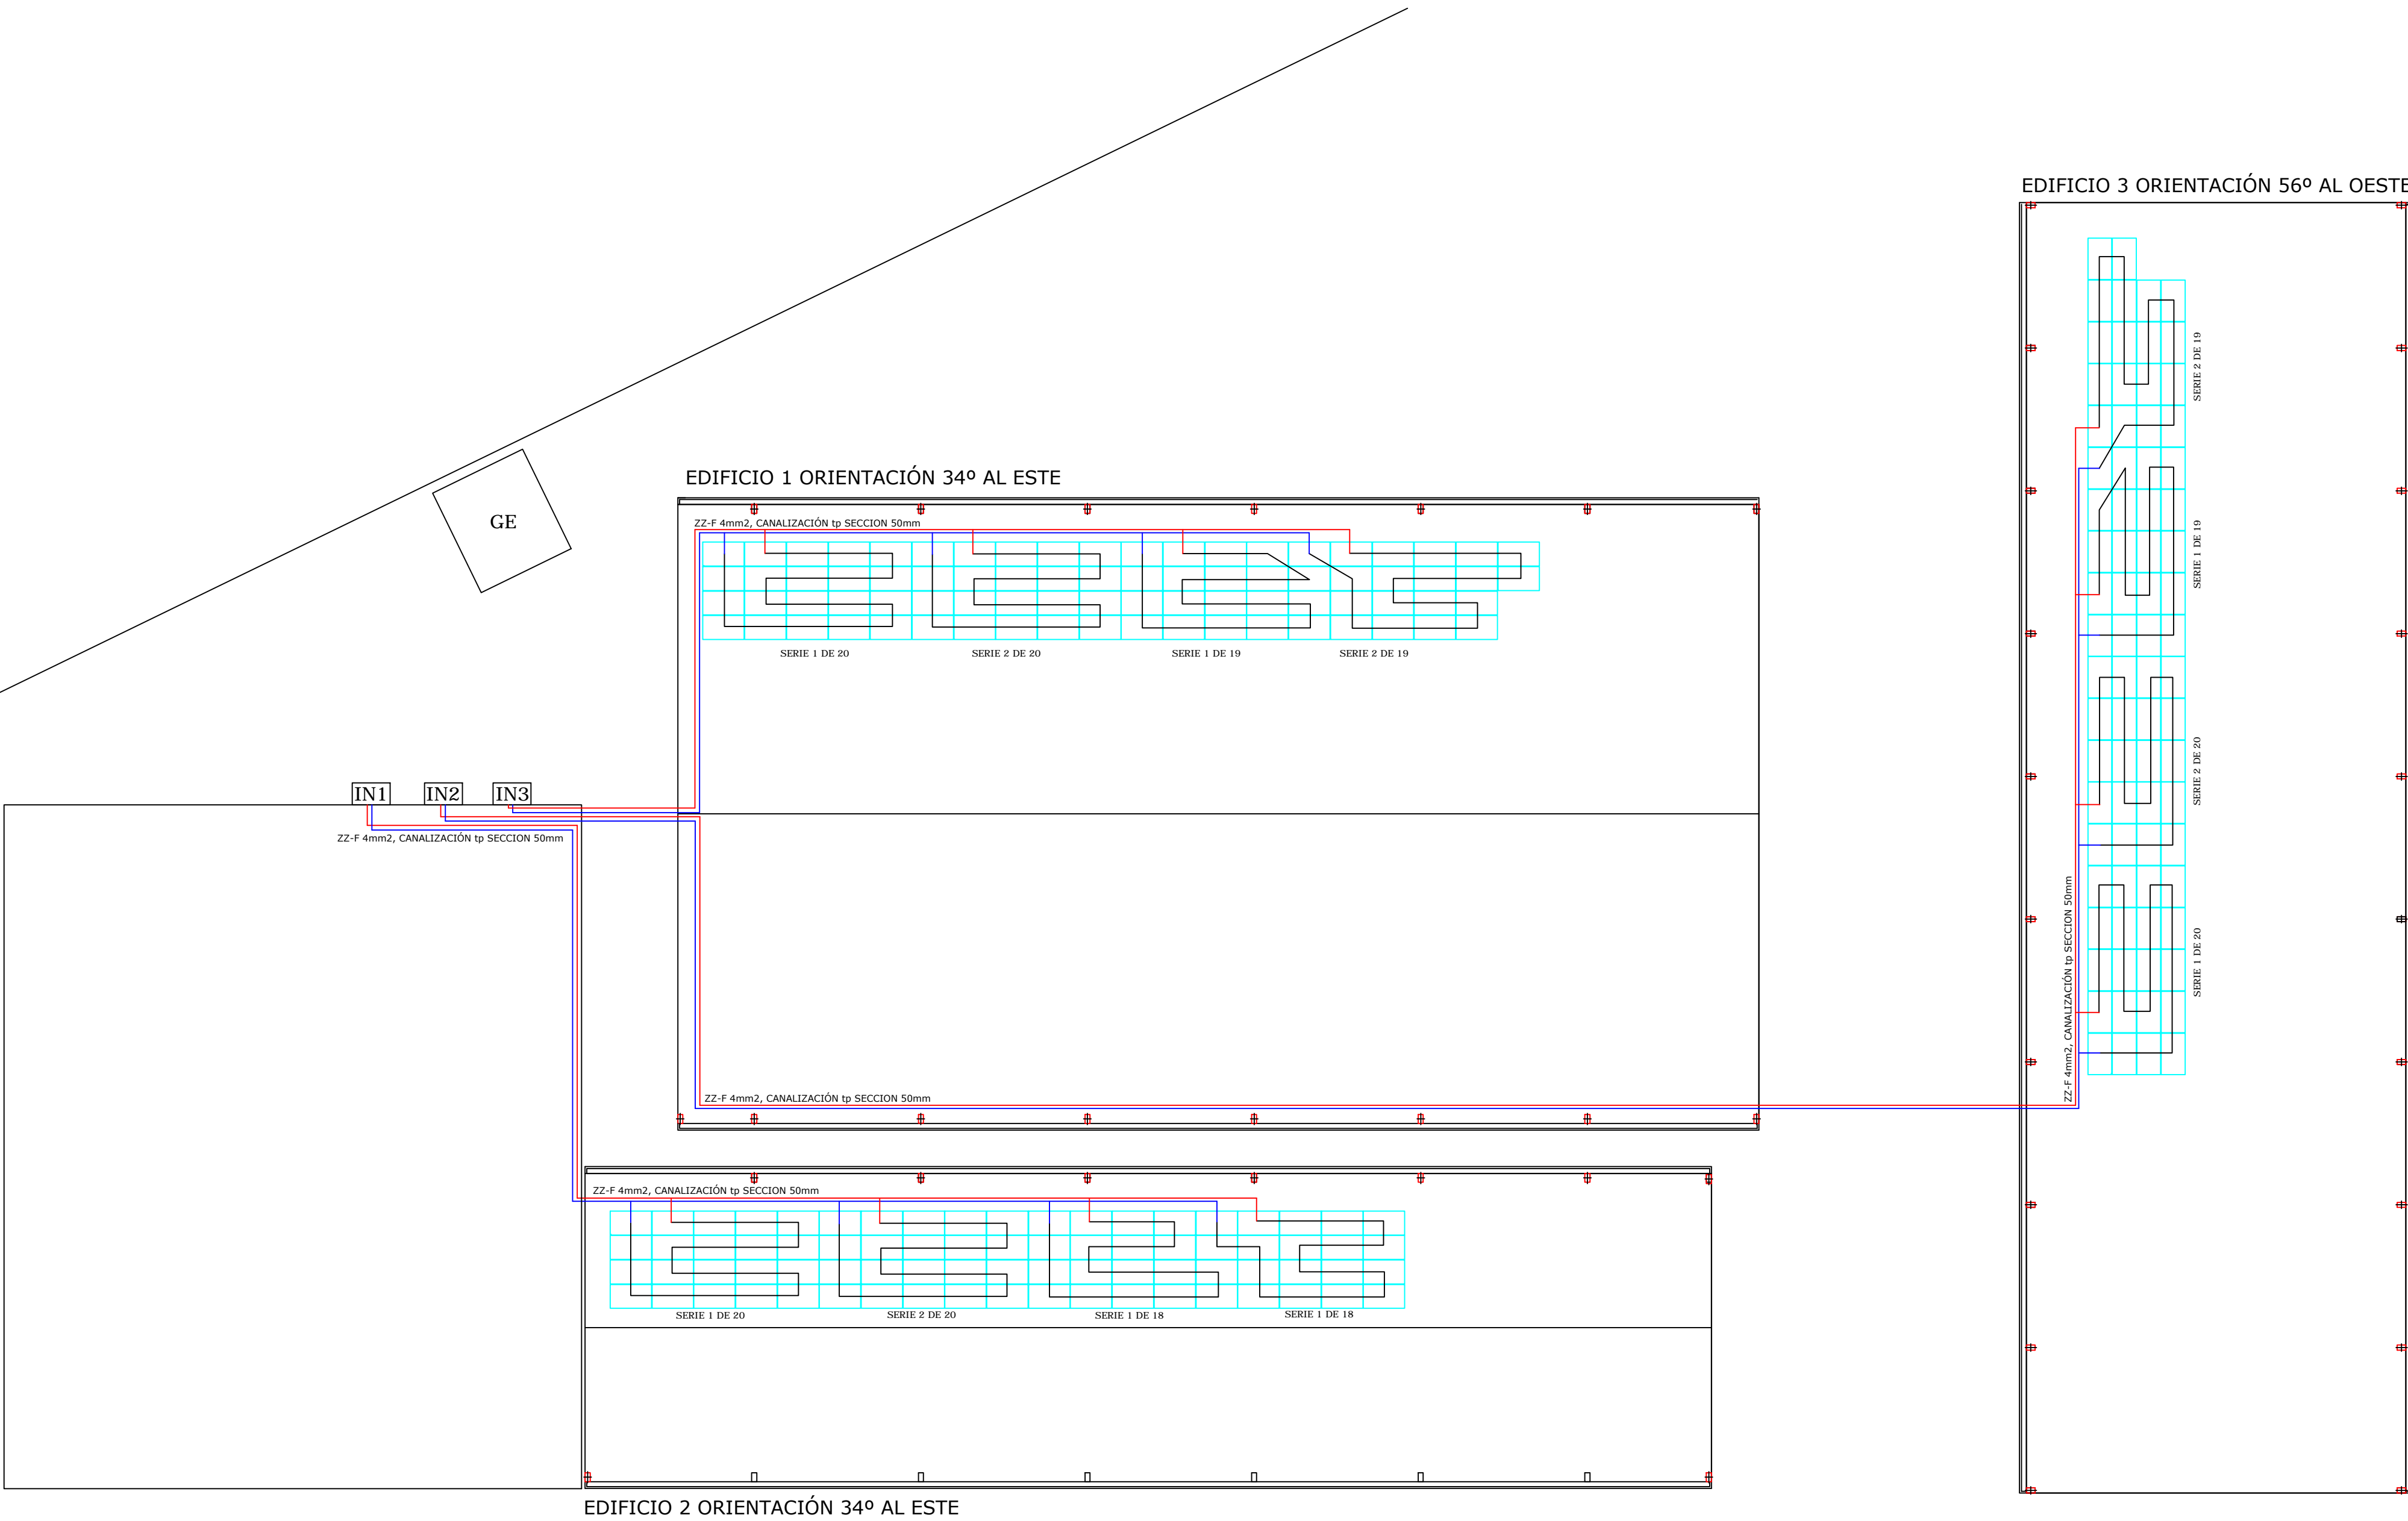 EDIFICIO 3 ORIENTACIÓN 56º AL OESTE
SERIE 2 DE 19
EDIFICIO 1 ORIENTACIÓN 34º AL ESTE
GE
ZZ-F 4mm2, CANALIZACIÓN tp SECCION 50mm
SERIE 1 DE 19
SERIE 1 DE 20
SERIE 2 DE 20
SERIE 1 DE 19
SERIE 2 DE 19
IN1
IN2
IN3
SERIE 2 DE 20
ZZ-F 4mm2, CANALIZACIÓN tp SECCION 50mm
SERIE 1 DE 20
ZZ-F 4mm2, CANALIZACIÓN tp SECCION 50mm
ZZ-F 4mm2, CANALIZACIÓN tp SECCION 50mm
ZZ-F 4mm2, CANALIZACIÓN tp SECCION 50mm
SERIE 1 DE 20
SERIE 2 DE 20
SERIE 1 DE 18
SERIE 1 DE 18
EDIFICIO 2 ORIENTACIÓN 34º AL ESTE